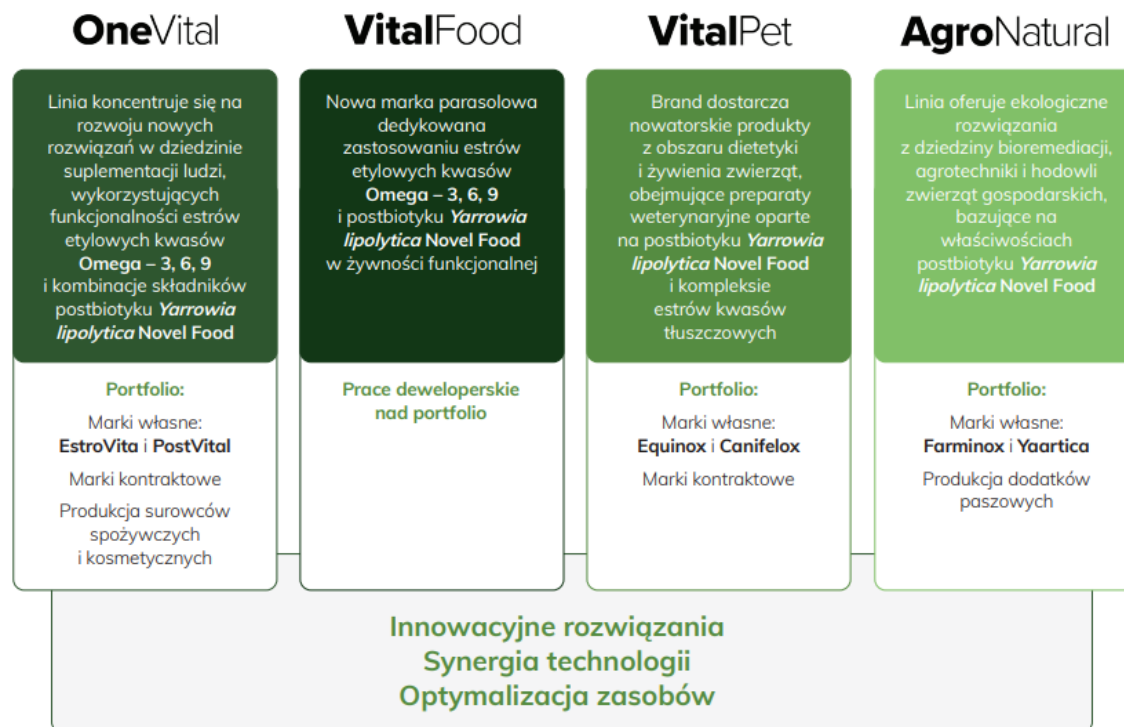 OneVital
Linia koncentruje się na
rozwoju nowych
rozwiązań w dziedzinie
suplementacji ludzi,
wykorzystujących
funkcjonalności estrów
etylowych kwasów
Omega – 3, 6, 9
i kombinacje składników
postbiotyku Yarrowia
lipolytica Novel Food
Portfolio:
Marki własne:
EstroVita i PostVital
Marki kontraktowe
Produkcja surowców
spożywczych
i kosmetycznych
VitalFood
Nowa marka parasolowa
dedykowana
zastosowaniu estrów
etylowych kwasów
Omega – 3, 6, 9
i postbiotyku Yarrowia
lipolytica Novel Food
w żywności funkcjonalnej
Prace deweloperskie
nad portfolio
VitalPet
Brand dostarcza
nowatorskie produkty
z obszaru dietetyki
i żywienia zwierząt,
obejmujące preparaty
weterynaryjne oparte
na postbiotyku Yarrowia
lipolytica Novel Food
i kompleksie
estrów kwasów
tłuszczowych
Portfolio:
Marki własne:
Equinox i Canifelox
Marki kontraktowe
AgroNatural
Linia oferuje ekologiczne
rozwiązania
z dziedziny bioremediacji,
agrotechniki i hodowli
zwierząt gospodarskich,
bazujące na
właściwościach
postbiotyku Yarrowia
lipolytica Novel Food
Portfolio:
Marki własne:
Farminox i Yaartica
Produkcja dodatków
paszowych
Innowacyjne rozwiązania
Synergia technologii
Optymalizacja zasobów